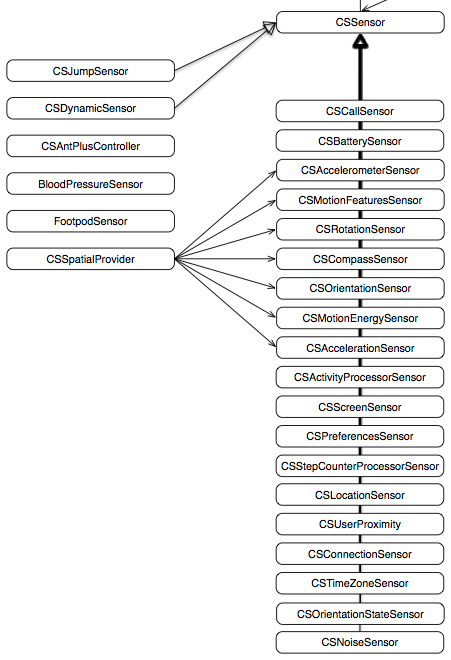 CSSensor
CSJumpSensor
CSDynamicSensor
CSAntPlusController
BloodPressureSensor
FootpodSensor
CSSpatialProvider
CSCallSensor
CSBatterySensor
CSAccelerometerSensor
CSMotionFeaturesSensor
CSRotationSensor
CSCompassSensor
CSOrientationSensor
CSMotionEnergySensor
CSAccelerationSensor
CSActivityProcessorSensor
CSScreenSensor
CSPreferencesSensor
CSStepCounterProcessorSensor
CSLocationSensor
CSUserProximity
CSConnectionSensor
CSTimeZoneSensor
CSOrientationStateSensor
CSNoiseSensor